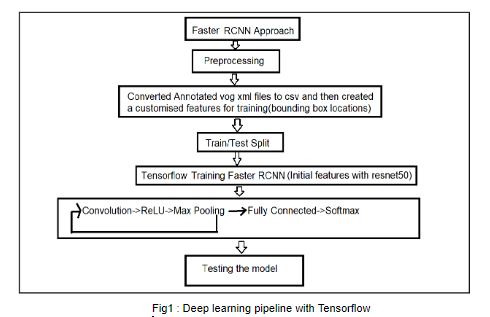 Faster RCNN Approach
Preprocessing
Converted Annotated vog xml files to csv and then created
a customised features for training(bounding box locations)
Train/Test Split
Tensorflow Training Faster RCNN (Initial features with resnet50)
Convolution->ReLU->Max Pooling Fully Connected->Softmax
Testing the model
Fig1 : Deep learning pipeline with Tensorflow